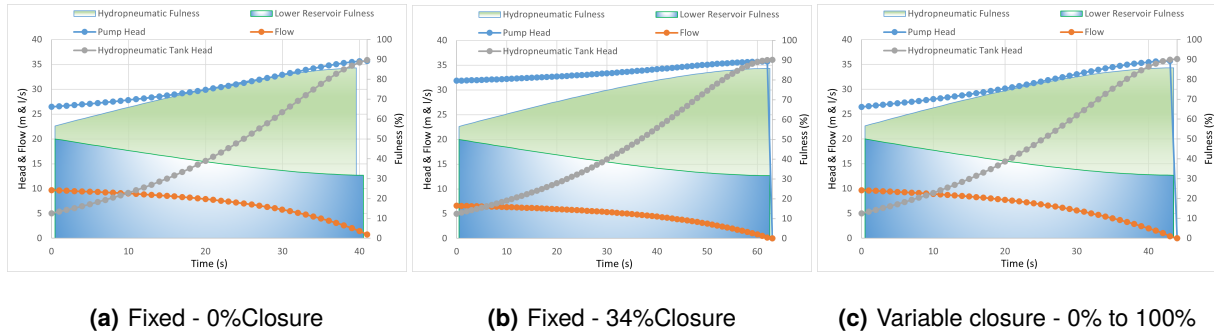 Hydropneumatic Fulness Lower Reservoir Fulness
Pump Head Flow
Hydropneumatic Tank Head
40 100
35 90
80
30 70
25 60
20 50
15 40
30
10 20
5 10
0 0
Head & Flow (m & l/s)
Fulness (%)
0 10 20 30 40
Time (s)
(a) Fixed - 0%Closure
Hydropneumatic Fulness Lower Reservoir Fulness
Pump Head Flow
Hydropneumatic Tank Head
40 100
35 90
80
30 70
25 60
20 50
15 40
30
10 20
5 10
0 0
Head & Flow (m & l/s)
Fulness (%)
0 10 20 30 40 50 60
Time (s)
(b) Fixed - 34%Closure
Hydropneumatic Fulness Lower Reservoir Fulness
Pump Head Flow
Hydropneumatic Tank Head
40 100
35 90
80
30 70
25 60
20 50
15 40
30
10 20
5 10
0 0
Head & Flow (m & l/s)
Fulness (%)
0 10 20 30 40
Time (s)
(c) Variable closure - 0% to 100%